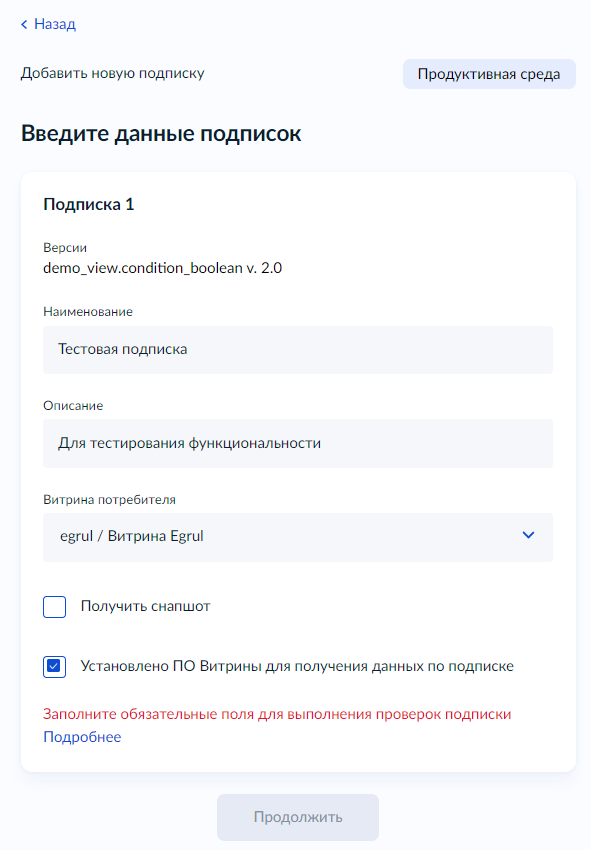 Назад
Добавить новую подписку
Продуктивная среда
Введите данные подписок
Подписка 1
Версии
demo_view.condition_boolean v. 2.0
Наименование
Тестовая подписка
Описание
Для тестирования функциональности
Витрина потребителя
egrul / Витрина Egrul
Получить снапшот
Установлено ПО Витрины для получения данных по подписке
Заполните обязательные поля для выполнения проверок подписки
Подробнее
Продолжить